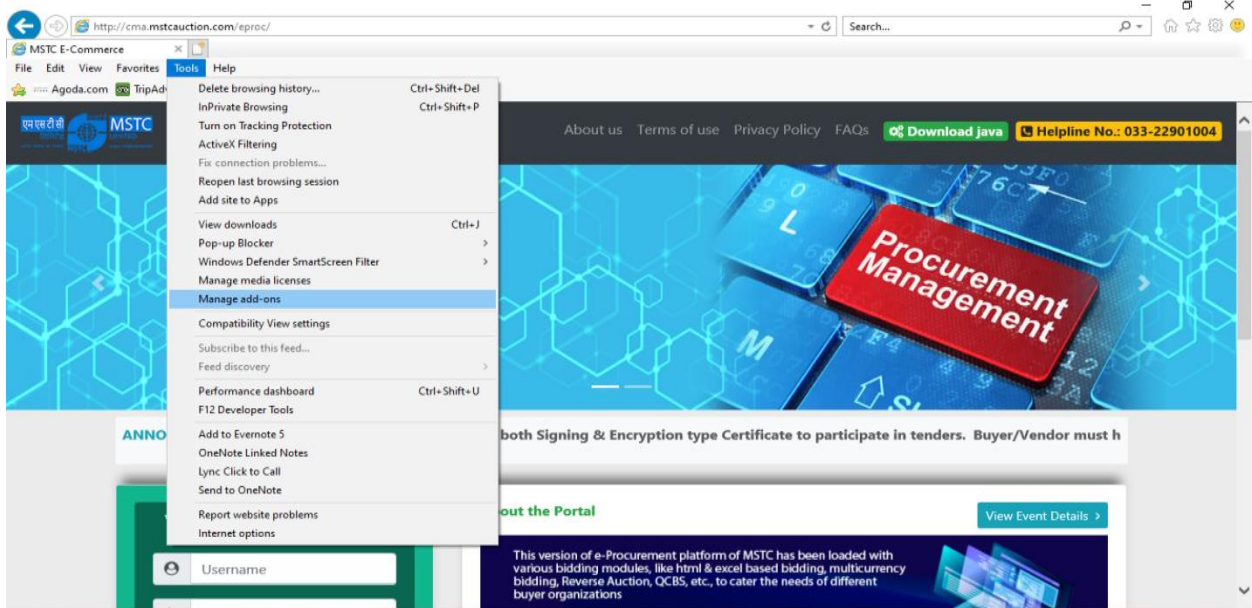 http://cma.mstcauction.com/eproc/
Search...
MSTC E-Commerce
File Edit View Favorites Tools Help
Agoda.com TripAd
Delete browsing history... Ctrl+Shift+Del
InPrivate Browsing Ctrl+Shift+P
Turn on Tracking Protection
ActiveX Filtering
Fix connection problems...
Reopen last browsing session
Add site to Apps
View downloads Ctrl+J
Pop-up Blocker
Windows Defender SmartScreen Filter
Manage media licenses
Manage add-ons
Compatibility View settings
Subscribe to this feed...
Feed discovery
Performance dashboard Ctrl+Shift+U
F12 Developer Tools
Add to Evernote 5
OneNote Linked Notes
Lync Click to Call
Send to OneNote
Report website problems
Internet options
एम एस टी सी MSTC
About us Terms of use Privacy Policy FAQs Download java Helpline No.: 033-22901004
Procurement
Management
L
M
ANNO
both Signing & Encryption type Certificate to participate in tenders. Buyer/Vendor must h
out the Portal
View Event Details
Username
This version of e-Procurement platform of MSTC has been loaded with
various bidding modules, like html & excel based bidding, multicurrency
bidding, Reverse Auction, QCBS, etc., to cater the needs of different
buyer organizations